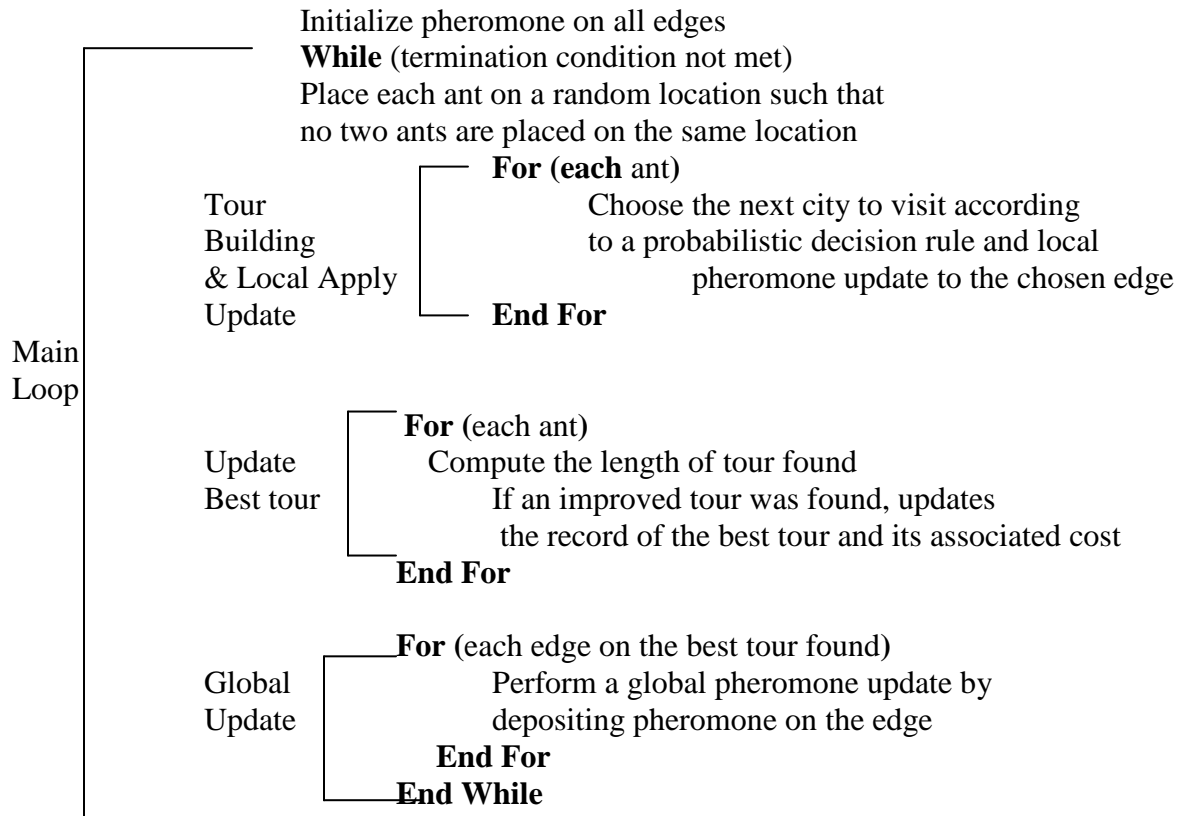 Initialize pheromone on all edges
While (termination condition not met)
Place each ant on a random location such that
no two ants are placed on the same location
For (each ant)
Tour Choose the next city to visit according
Building to a probabilistic decision rule and local
& Local Apply pheromone update to the chosen edge
Update End For
Main
Loop
For (each ant)
Update Compute the length of tour found
Best tour If an improved tour was found, updates
the record of the best tour and its associated cost
End For
For (each edge on the best tour found)
Global Perform a global pheromone update by
Update depositing pheromone on the edge
End For
End While